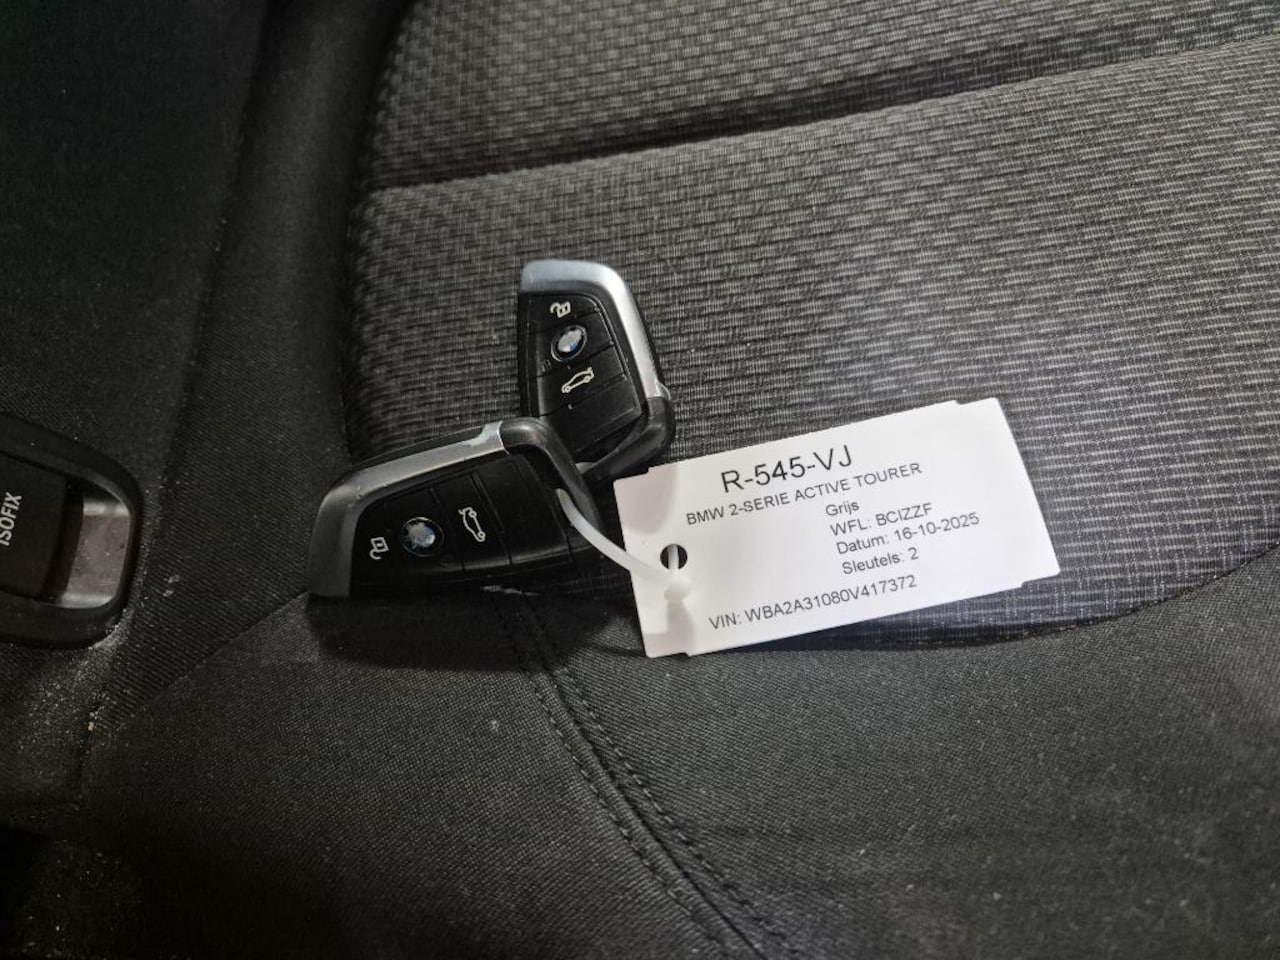 ISOFIX
R-545-VJ
BMW 2-SERIE ACTIVE TOURER
Grijs
WFL: BCIZZF
Datum: 16-10-2025
Sleutels: 2
VIN: WBA2A31080V417372